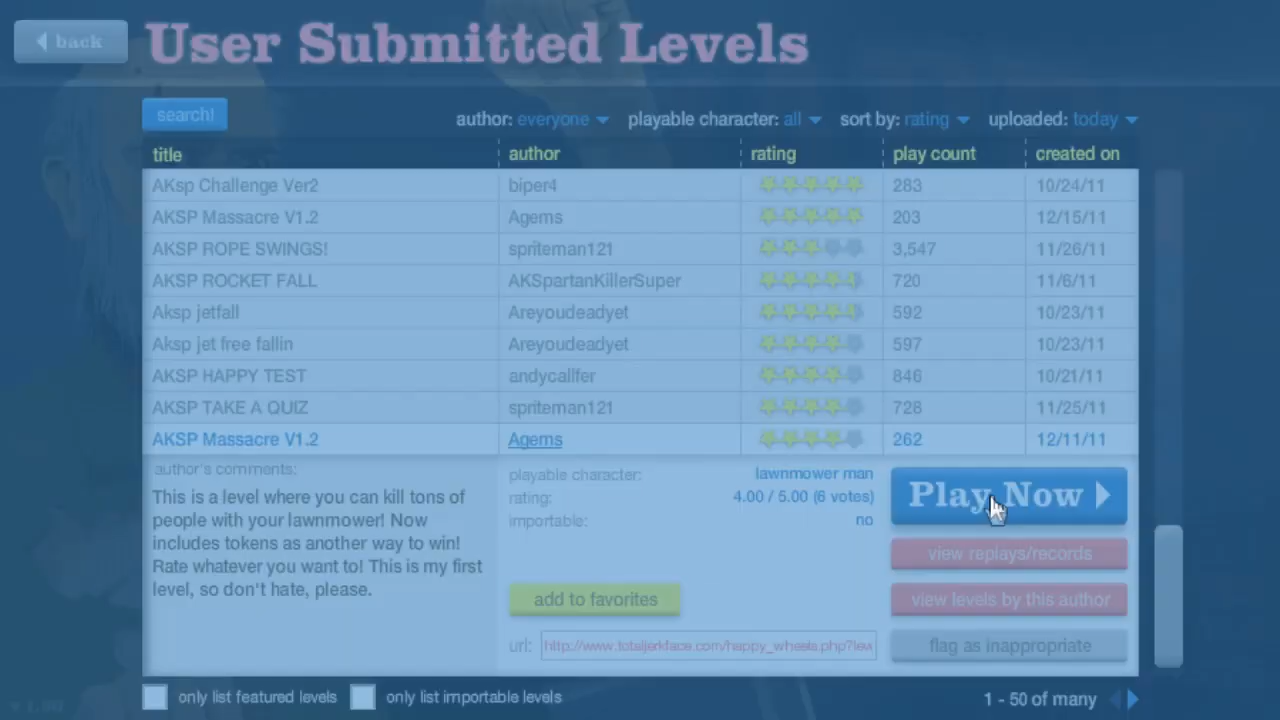 back
User Submitted Levels
search!
author: everyone playable character: all sort by: rating uploaded: today
title author rating play count created on
AKsp Challenge Ver2 biper4 283 10/24/11
AKSP Massacre V1.2 Agems 203 12/15/11
AKSP ROPE SWINGS! spriteman121 3,547 11/26/11
AKSP ROCKET FALL AKSpartanKillerSuper 720 11/6/11
Aksp jetfall Areyoudeadyet 592 10/23/11
Aksp jet free fallin Areyoudeadyet 597 10/23/11
AKSP HAPPY TEST andycallfer 846 10/21/11
AKSP TAKE A QUIZ spriteman121 728 11/25/11
AKSP Massacre V1.2 Agems 262 12/11/11
author's comments:
This is a level where you can kill tons of
people with your lawnmower! Now
includes tokens as another way to win!
Rate whatever you want to! This is my first
level, so don't hate, please.
playable character: lawnmower man
rating: 4.00 / 5.00 (6 votes)
importable: no
add to favorites
url: http://www.totaljerkface.com/happy_wheels.php?lev
Play Now
view replays/records
view levels by this author
flag as inappropriate
only list featured levels only list importable levels
1 - 50 of many